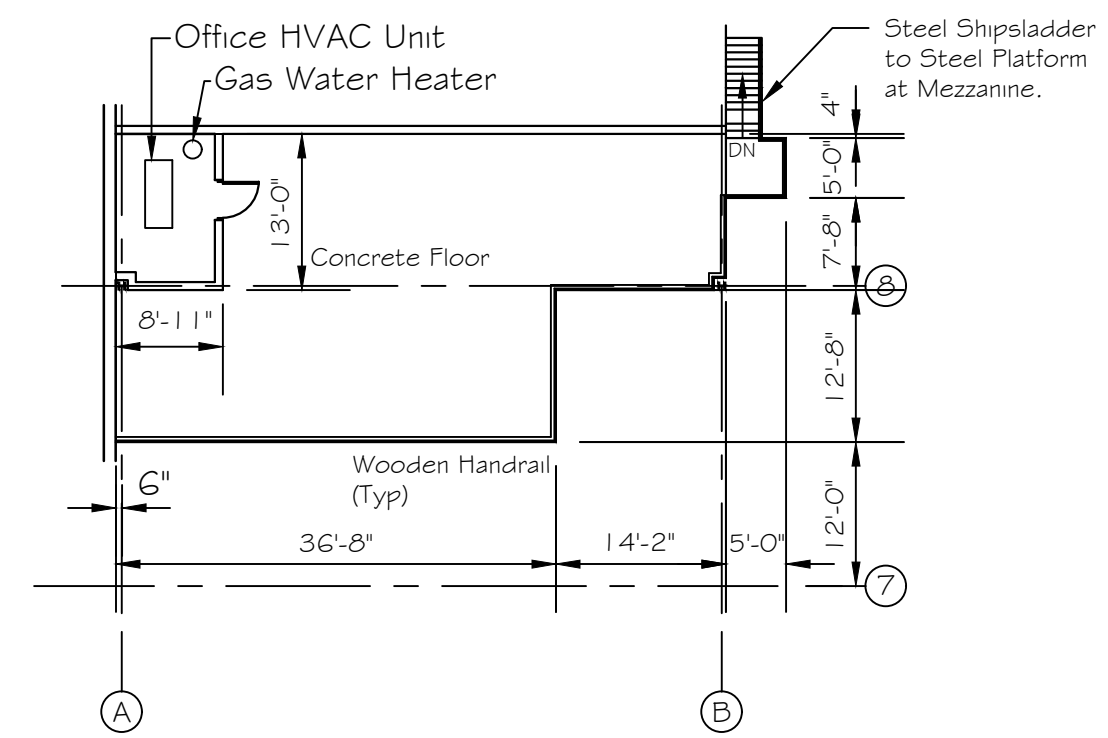 Office HVAC Unit
Gas Water Heater
Steel Shipsladder
to Steel Platform
at Mezzanine.
4"
DN
5'-0"
13'-0"
7'-8"
Concrete Floor
8
8'-11"
12'-8"
Wooden Handrail
(Typ)
6"
12'-0"
36'-8"
14'-2"
5'-0"
7
A
B